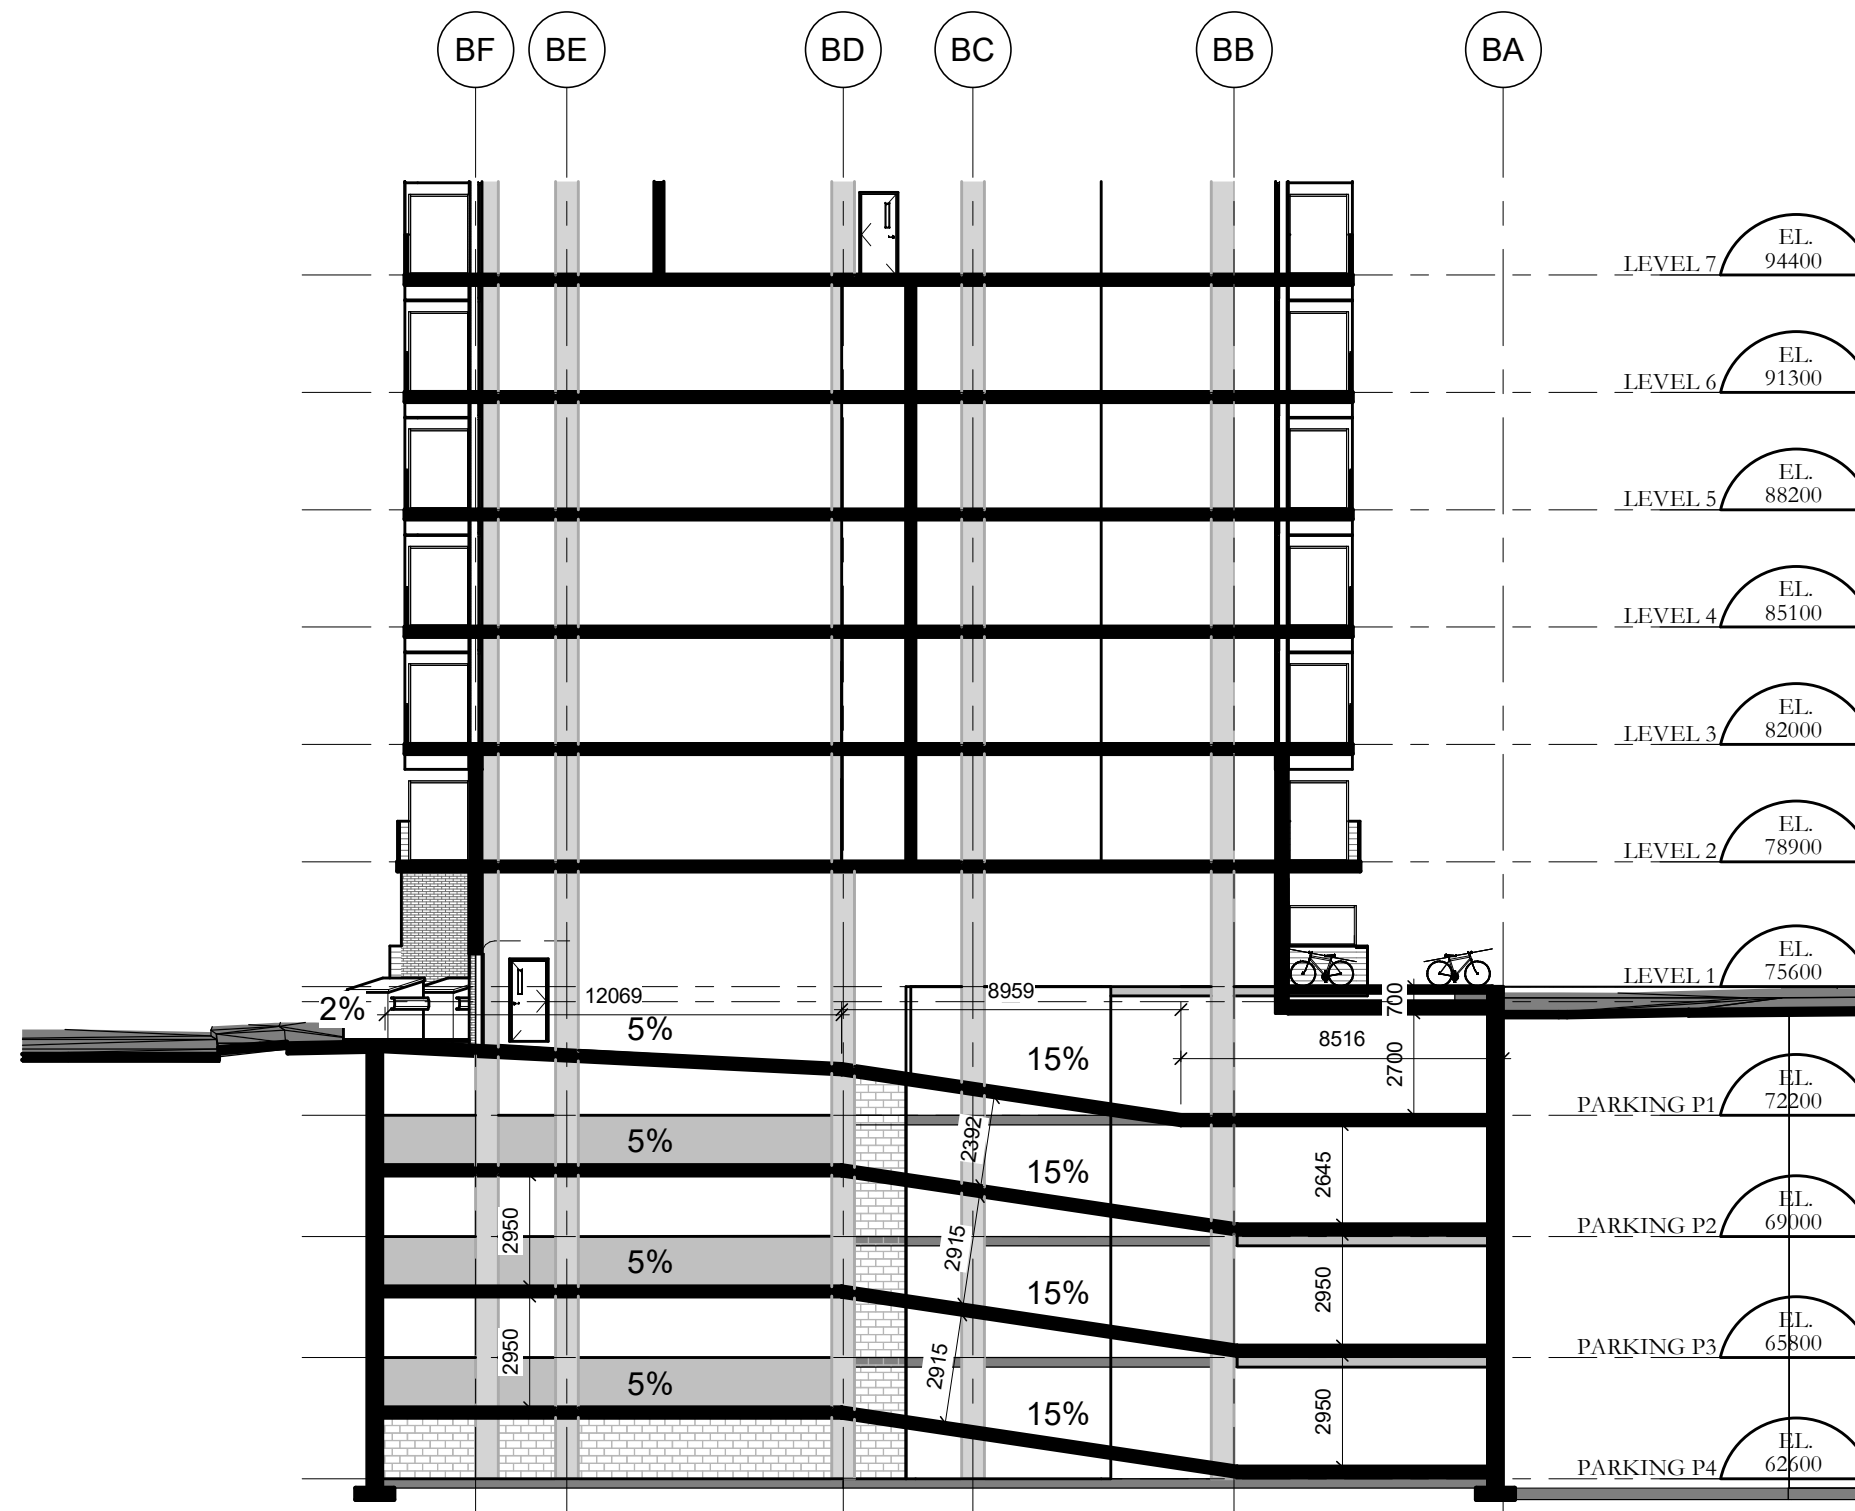 BF BE BD BC BB BA
EL.
LEVEL 7 94400
EL.
LEVEL 6 91300
EL.
LEVEL 5 88200
EL.
LEVEL 4 85100
EL.
LEVEL 3 82000
EL.
LEVEL 2 78900
EL.
LEVEL 1 75600
2% 12069 8959 700
5% 15% 8516 2700
EL.
PARKING P1 72200
5% 2392 15% 2645
EL.
PARKING P2 69000
2950 5% 2915 15% 2950
EL.
PARKING P3 65800
2950 5% 2915 15% 2950
EL.
PARKING P4 62600